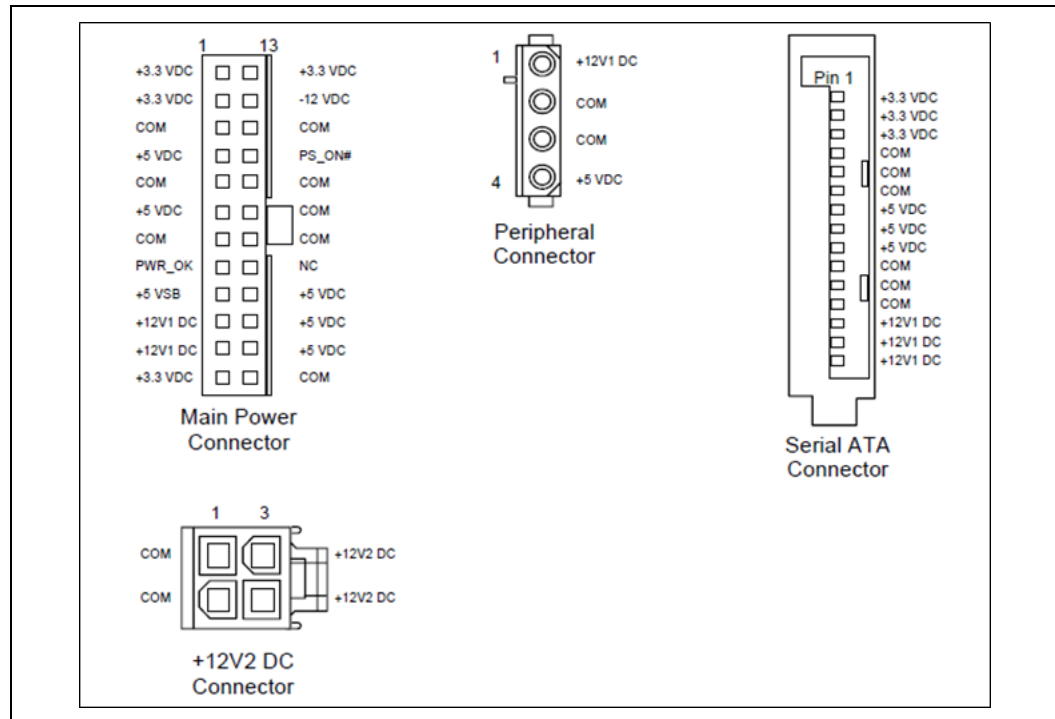 1 13
+3.3 VDC +3.3 VDC
+3.3 VDC -12 VDC
COM COM
+5 VDC PS_ON#
COM COM
+5 VDC COM
COM COM
PWR_OK NC
+5 VSB +5 VDC
+12V1 DC +5 VDC
+12V1 DC +5 VDC
+3.3 VDC COM
Main Power
Connector
1 +12V1 DC
COM
COM
4 +5 VDC
Peripheral
Connector
Pin 1
+3.3 VDC
+3.3 VDC
+3.3 VDC
COM
COM
COM
+5 VDC
+5 VDC
+5 VDC
COM
COM
COM
+12V1 DC
+12V1 DC
+12V1 DC
Serial ATA
Connector
1 3
COM +12V2 DC
COM +12V2 DC
+12V2 DC
Connector